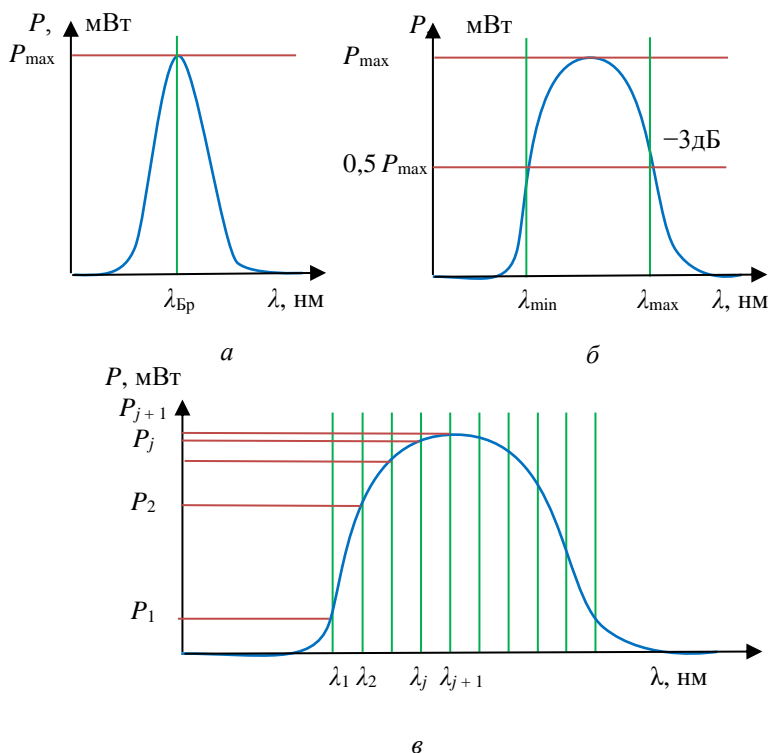 P, мВт
P_max
λ_Бр λ, нм
а
P, мВт
P_max
−3дБ
0,5 P_max
λ_min λ_max λ, нм
б
P, мВт
P_{j + 1}
P_j
P_2
P_1
λ_1 λ_2 λ_j λ_{j + 1} λ, нм
в